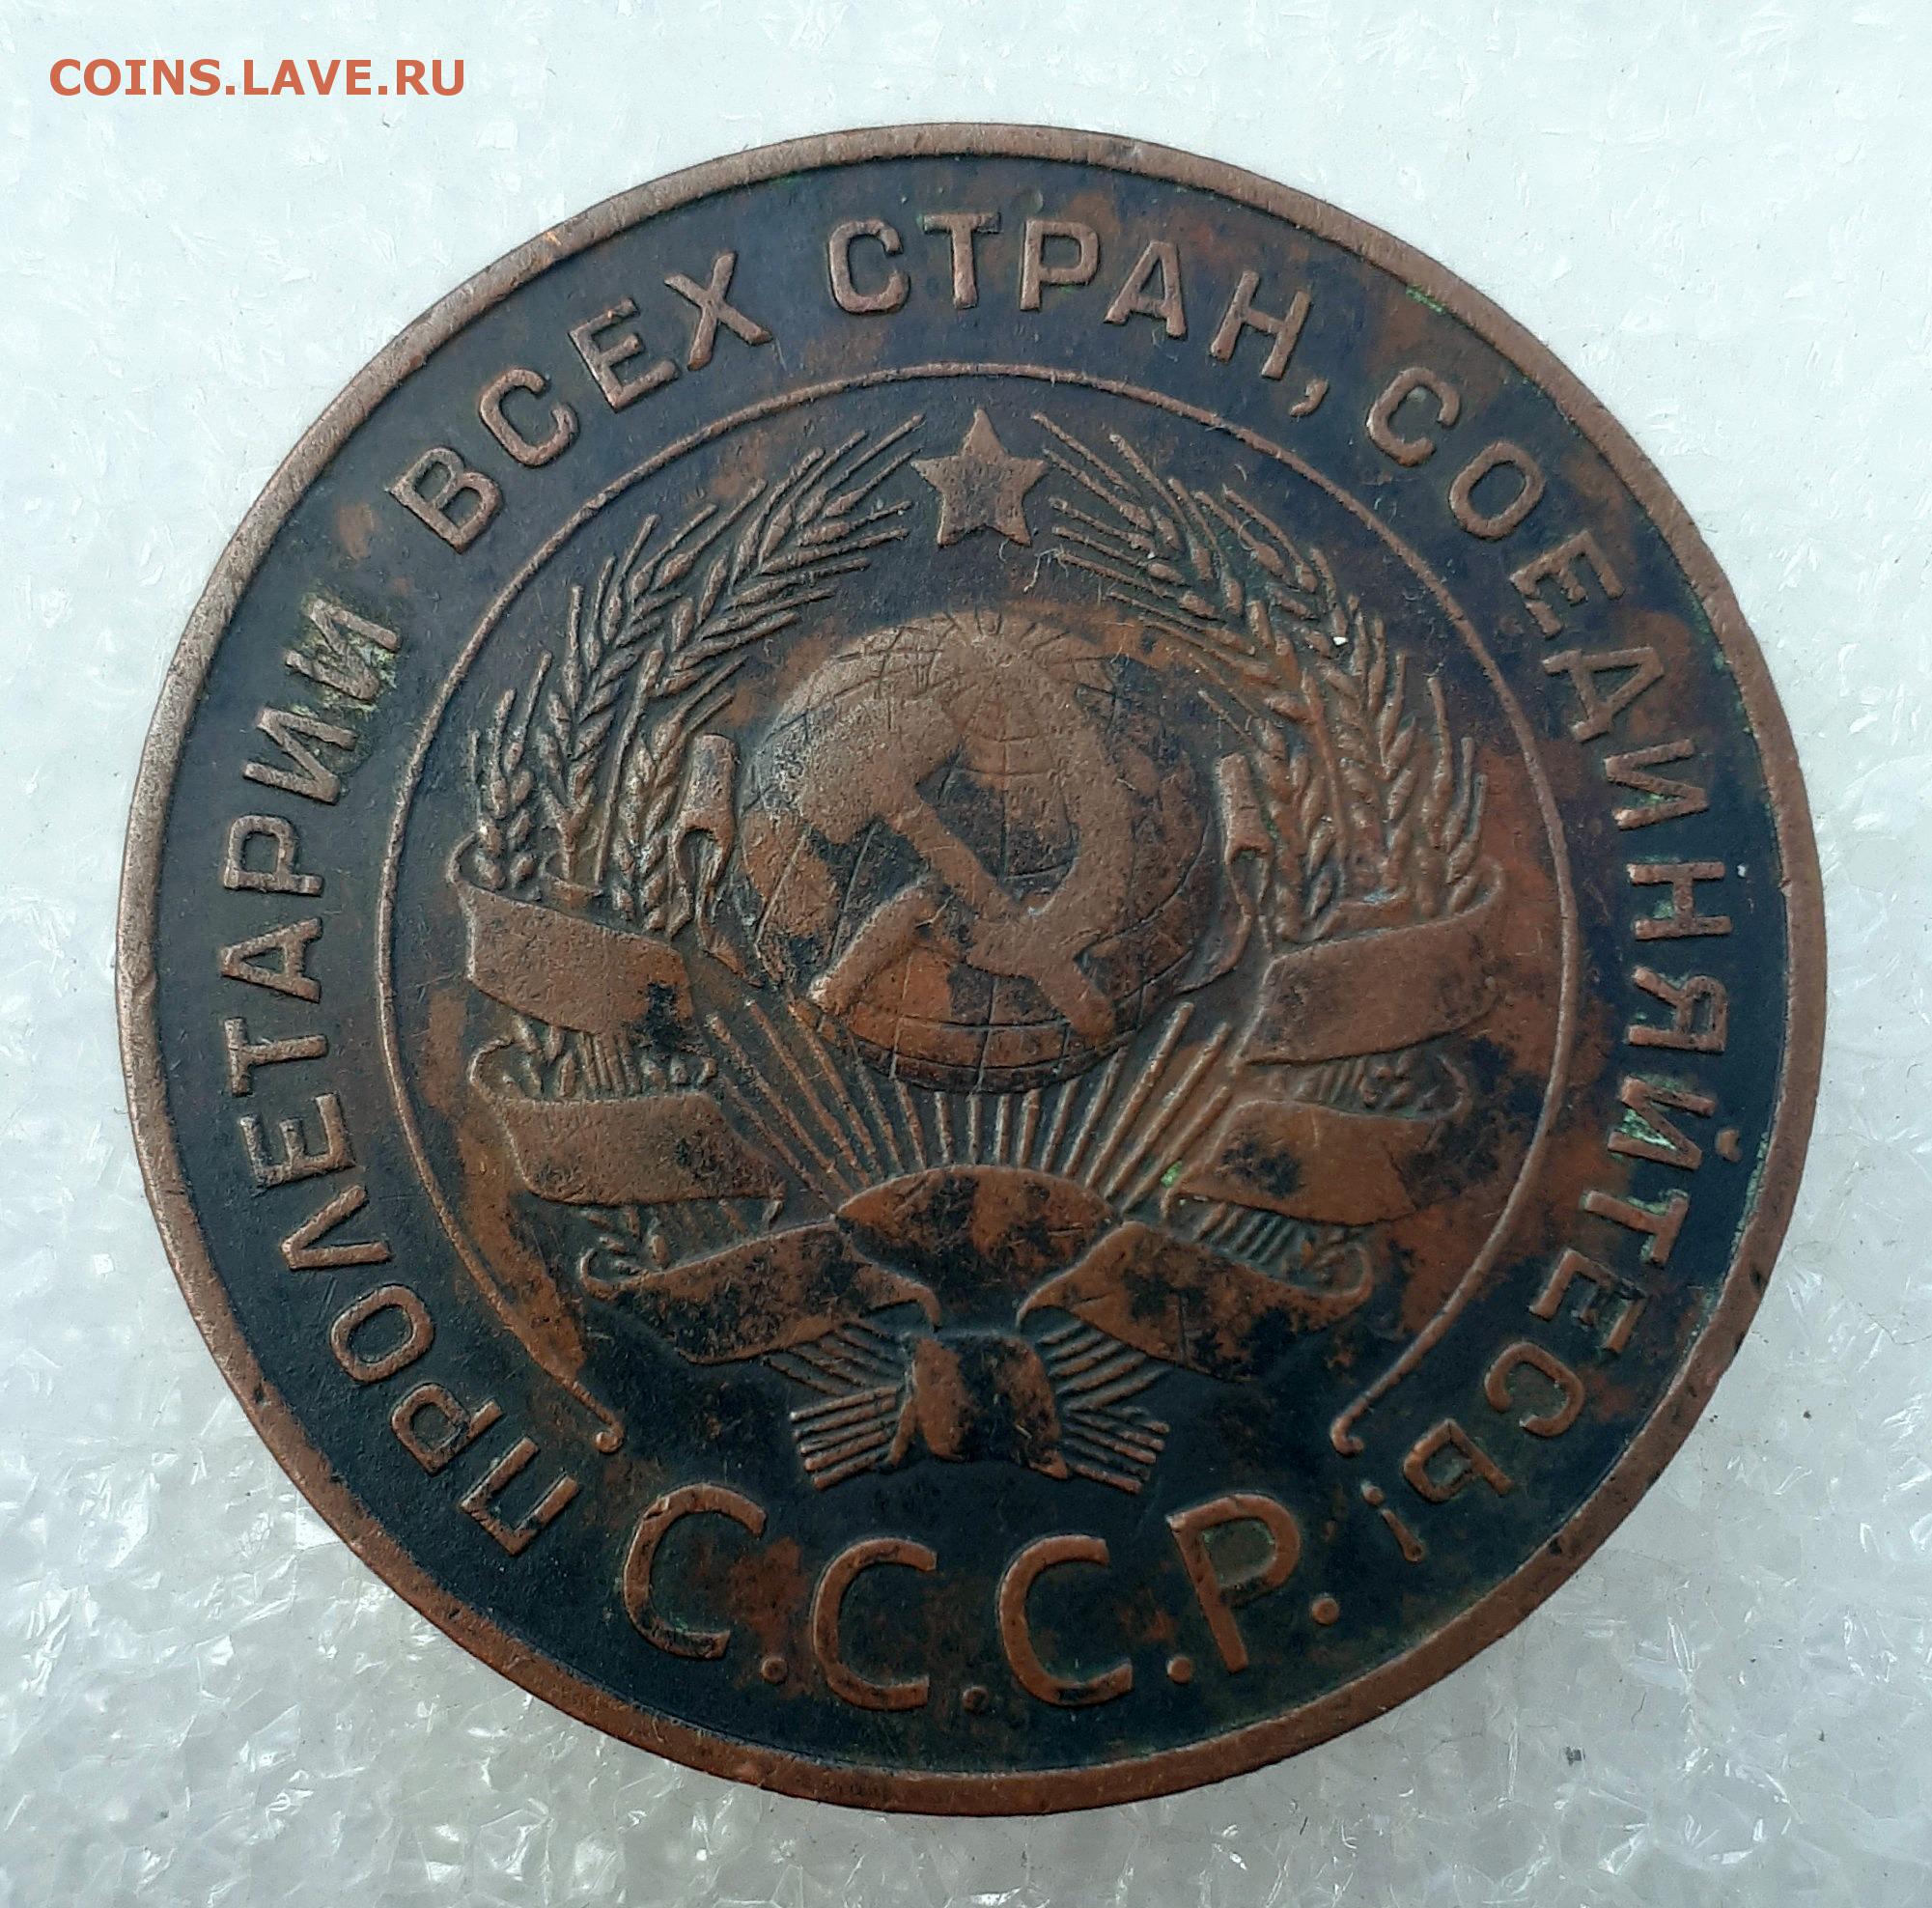 COINS.LAVE.RU
ПРОЛЕТАРИИ ВСЕХ СТРАН, СОЕДИНЯЙТЕСЬ!
С.С.С.Р.